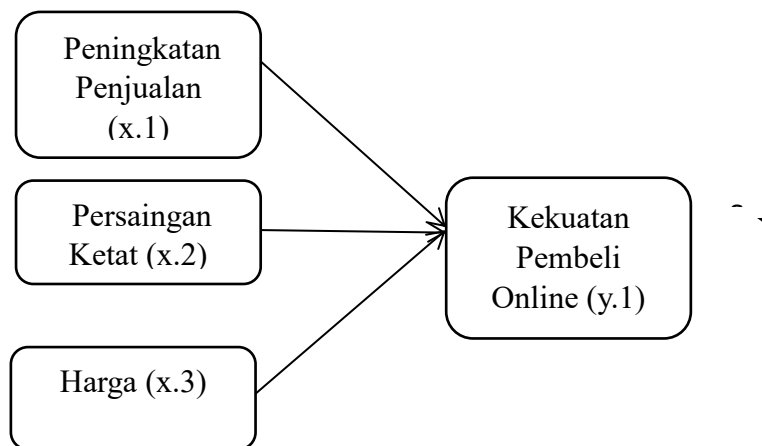 Peningkatan
Penjualan
(x.1)
Persaingan
Ketat (x.2)
Harga (x.3)
Kekuatan
Pembeli
Online (y.1)